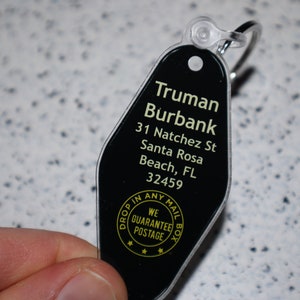 Truman
Burbank
31 Natchez St
Santa Rosa
Beach, FL
32459
DROP IN ANY MAIL BOX
WE
GUARANTEE
POSTAGE